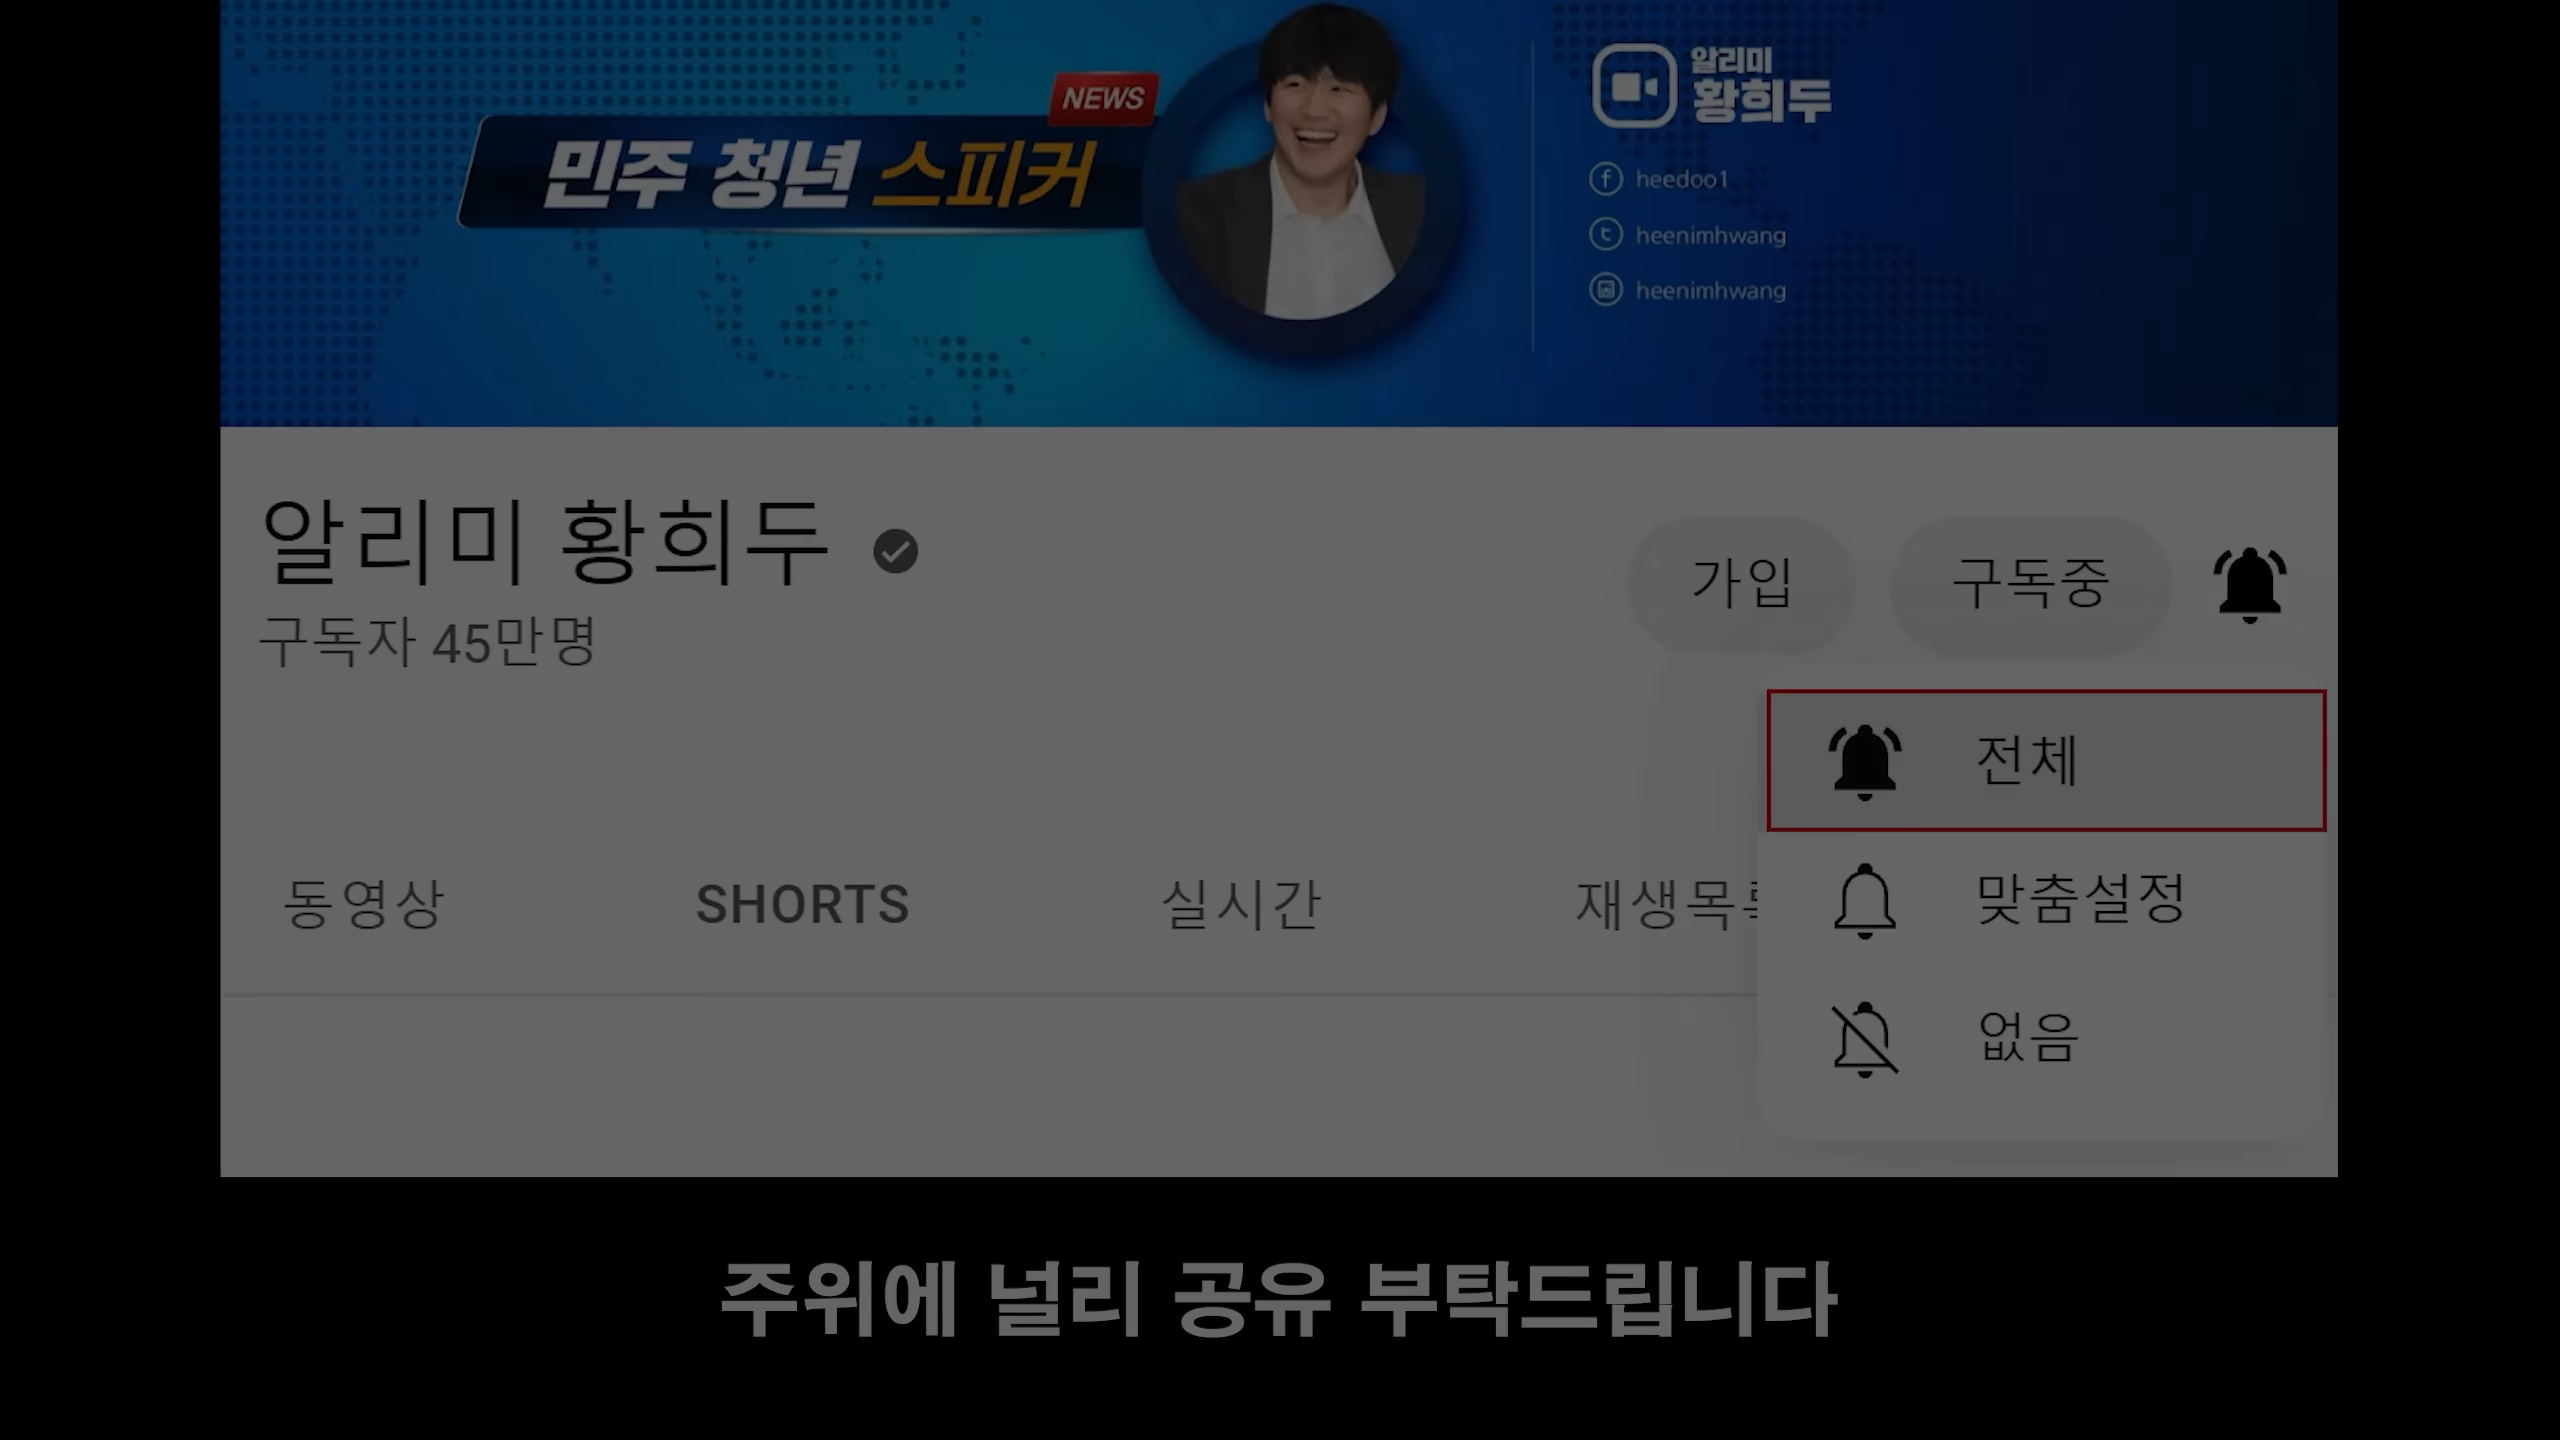 NEWS
민주 청년 스피커
알리미
황희두
heedoo1
heenimhwang
heenimhwang
알리미 황희두
구독자 45만명
가입
구독중
전체
맞춤설정
없음
동영상
SHORTS
실시간
재생목
주위에 널리 공유 부탁드립니다